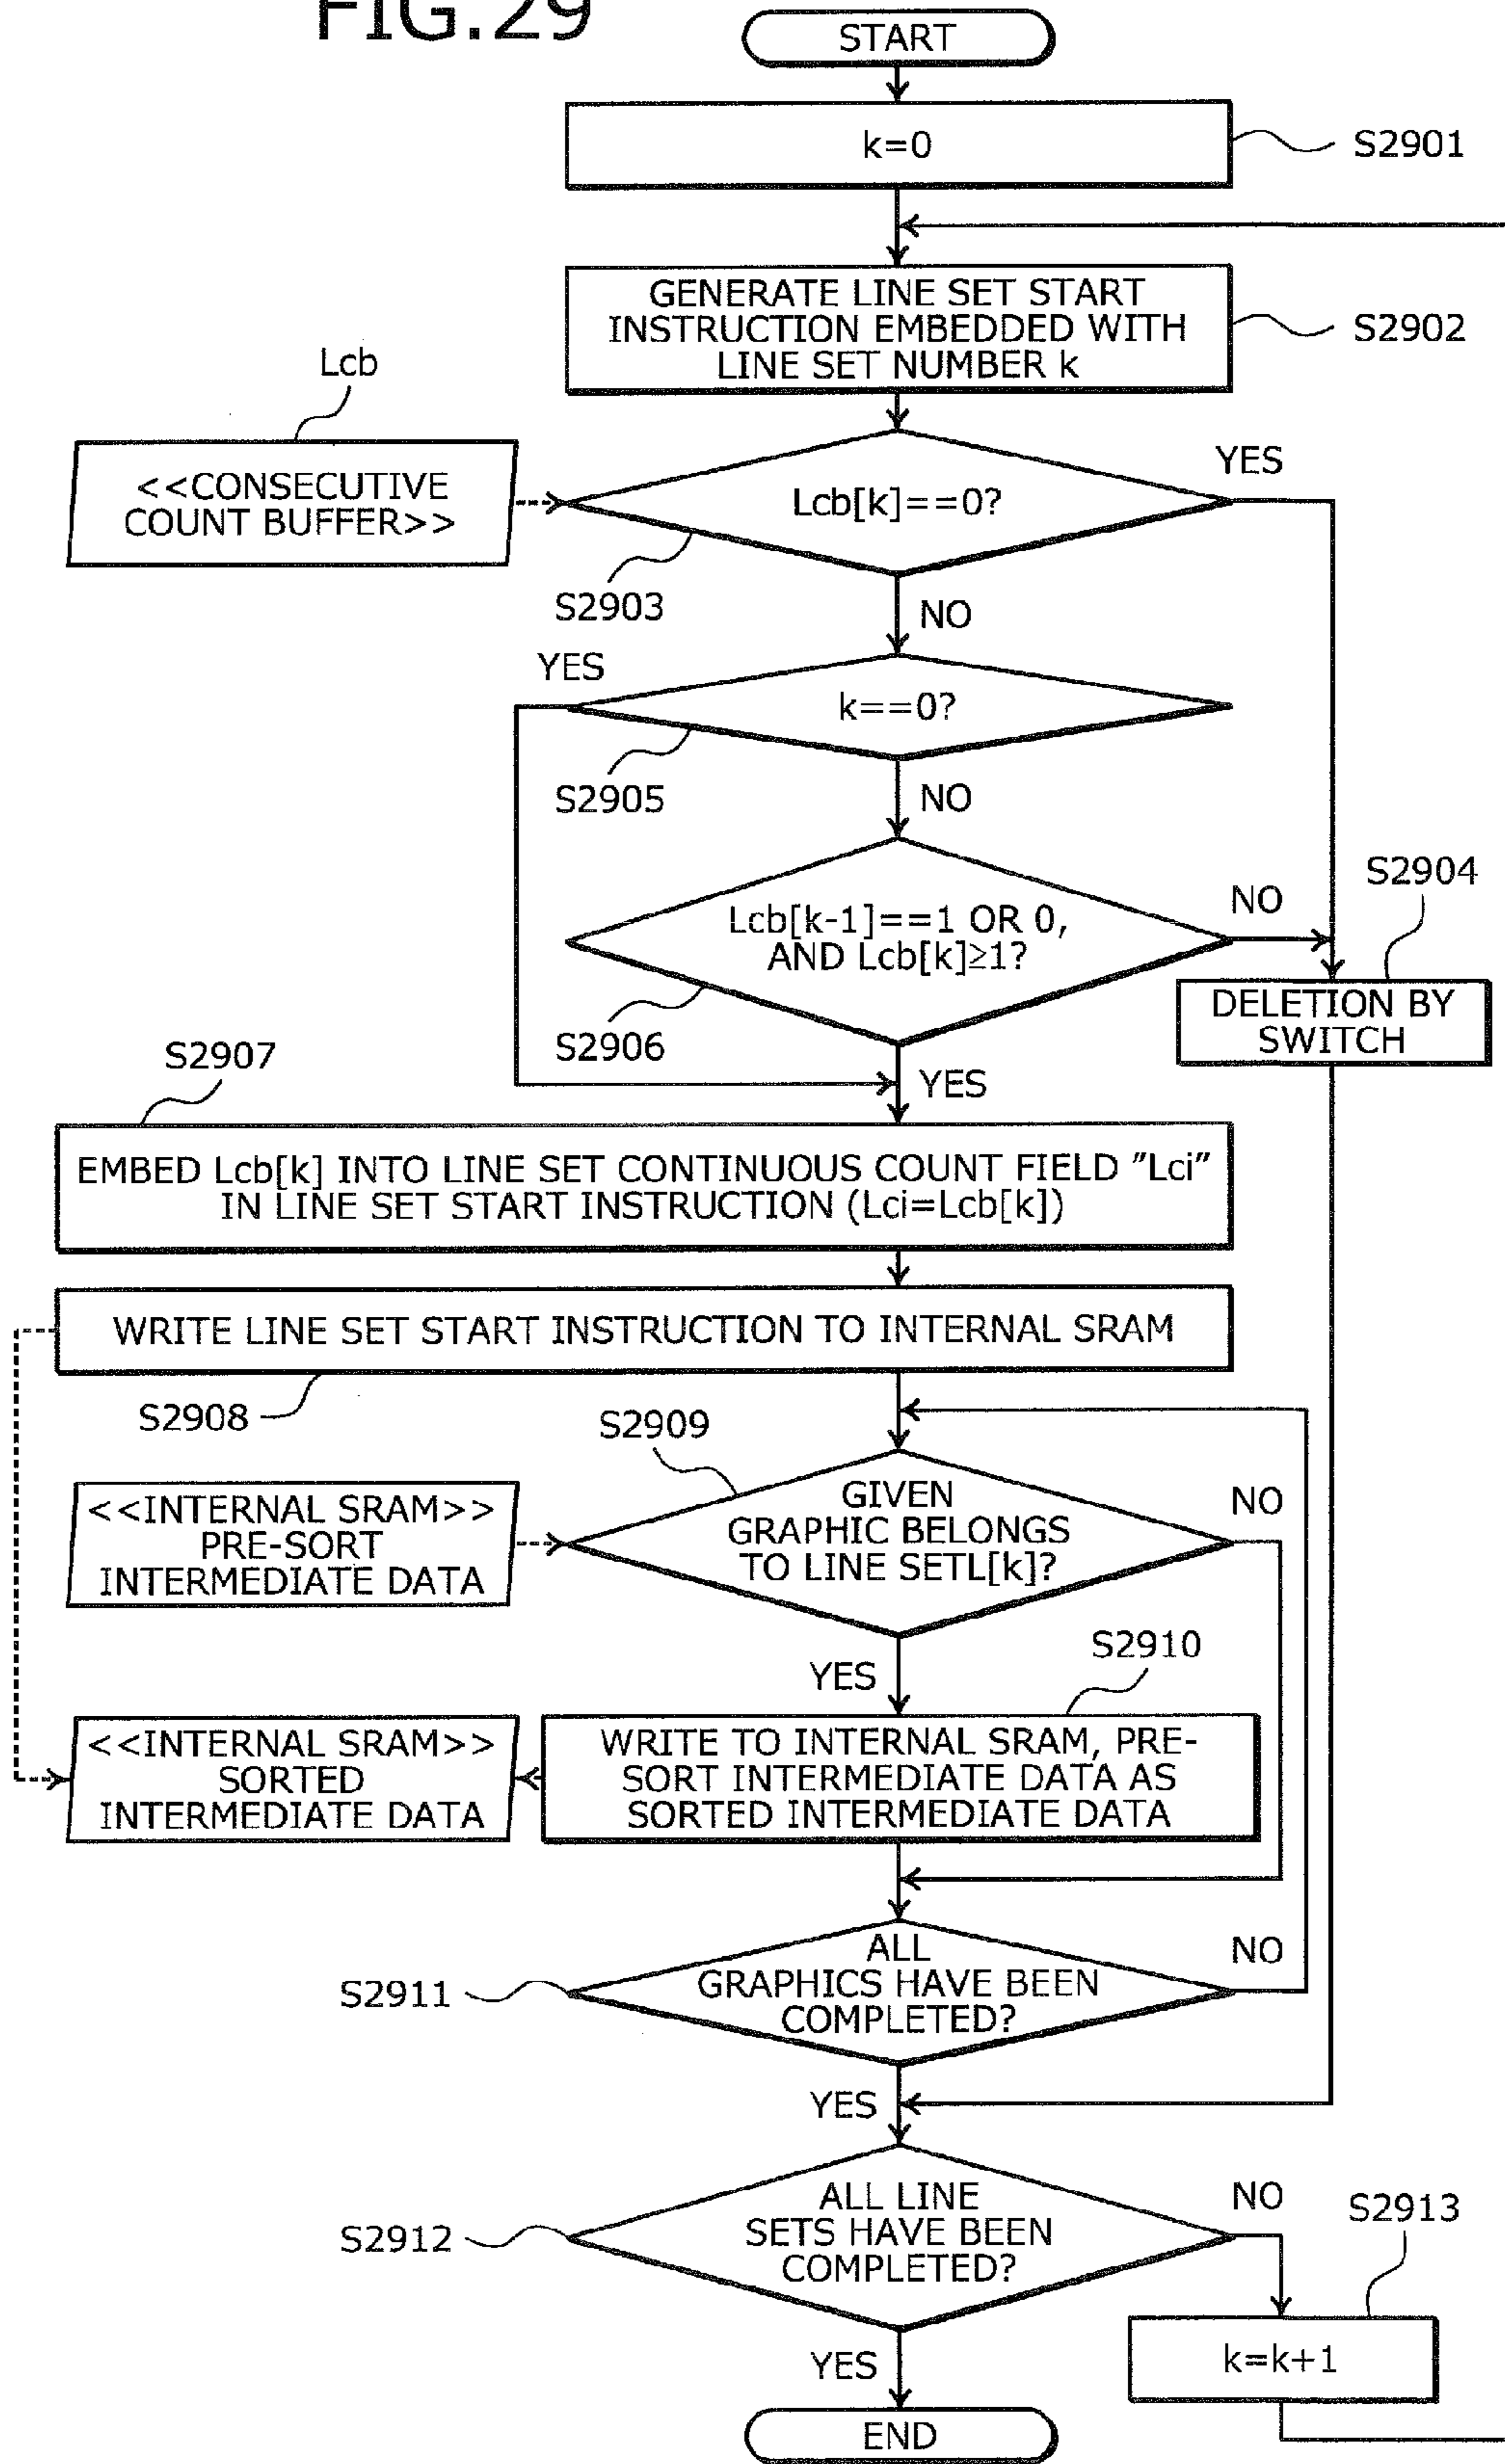 FIG.29
START
k=0
S2901
GENERATE LINE SET START
INSTRUCTION EMBEDDED WITH
LINE SET NUMBER k
S2902
Lcb
<<CONSECUTIVE
COUNT BUFFER>>
Lcb[k]==0?
YES
S2903
NO
YES
k==0?
S2905
NO
S2904
Lcb[k-1]==1 OR 0,
AND Lcb[k]≥1?
NO
DELETION BY
SWITCH
S2906
S2907
YES
EMBED Lcb[k] INTO LINE SET CONTINUOUS COUNT FIELD "Lci"
IN LINE SET START INSTRUCTION (Lci=Lcb[k])
WRITE LINE SET START INSTRUCTION TO INTERNAL SRAM
S2908
S2909
<<INTERNAL SRAM>>
PRE-SORT
INTERMEDIATE DATA
GIVEN
GRAPHIC BELONGS
TO LINE SETL[k]?
NO
YES
S2910
<<INTERNAL SRAM>>
SORTED
INTERMEDIATE DATA
WRITE TO INTERNAL SRAM, PRE-
SORT INTERMEDIATE DATA AS
SORTED INTERMEDIATE DATA
S2911
ALL
GRAPHICS HAVE BEEN
COMPLETED?
NO
YES
S2912
ALL LINE
SETS HAVE BEEN
COMPLETED?
NO
S2913
k=k+1
YES
END